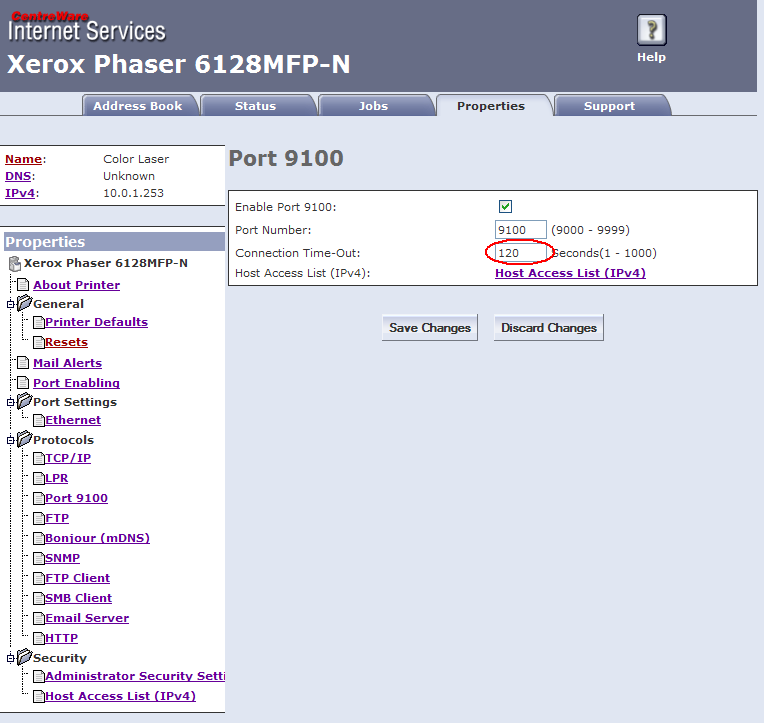 CentreWare
Internet Services
Xerox Phaser 6128MFP-N
?
Help
Address Book
Status
Jobs
Properties
Support
Name: Color Laser
DNS: Unknown
IPv4: 10.0.1.253
Properties
Xerox Phaser 6128MFP-N
About Printer
General
Printer Defaults
Resets
Mail Alerts
Port Enabling
Port Settings
Ethernet
Protocols
TCP/IP
LPR
Port 9100
FTP
Bonjour (mDNS)
SNMP
FTP Client
SMB Client
Email Server
HTTP
Security
Administrator Security Setti
Host Access List (IPv4)
Port 9100
Enable Port 9100:
Port Number: 9100 (9000 - 9999)
Connection Time-Out: 120 Seconds(1 - 1000)
Host Access List (IPv4): Host Access List (IPv4)
Save Changes
Discard Changes